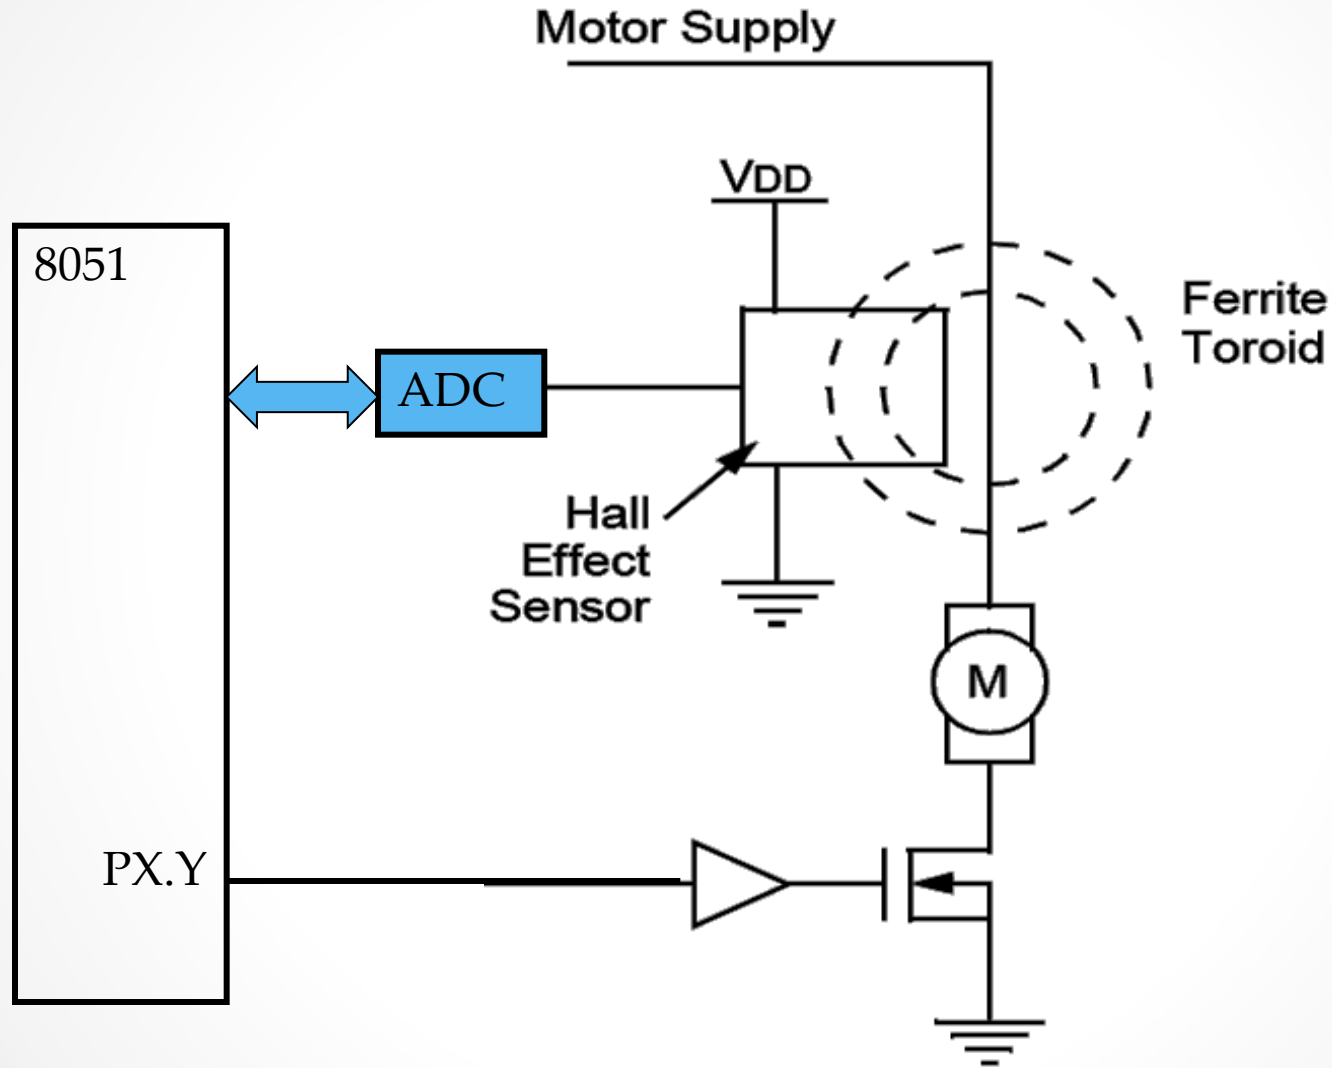 Motor Supply
VDD
8051
Ferrite
Toroid
ADC
Hall
Effect
Sensor
M
PX.Y